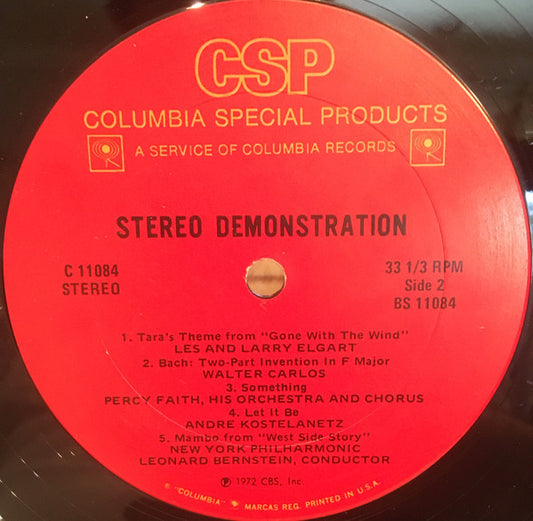 CSP
COLUMBIA SPECIAL PRODUCTS
A SERVICE OF COLUMBIA RECORDS
STEREO DEMONSTRATION
C 11084
STEREO
33 1/3 RPM
Side 2
BS 11084
1. Tara's Theme from "Gone With The Wind"
LES AND LARRY ELGART
2. Bach: Two-Part Invention In F Major
WALTER CARLOS
3. Something
PERCY FAITH, HIS ORCHESTRA AND CHORUS
4. Let It Be
ANDRE KOSTELANETZ
5. Mambo from "West Side Story"
NEW YORK PHILHARMONIC
LEONARD BERNSTEIN, CONDUCTOR
℗ 1972 CBS, Inc.
© "COLUMBIA" MARCAS REG. PRINTED IN U.S.A.